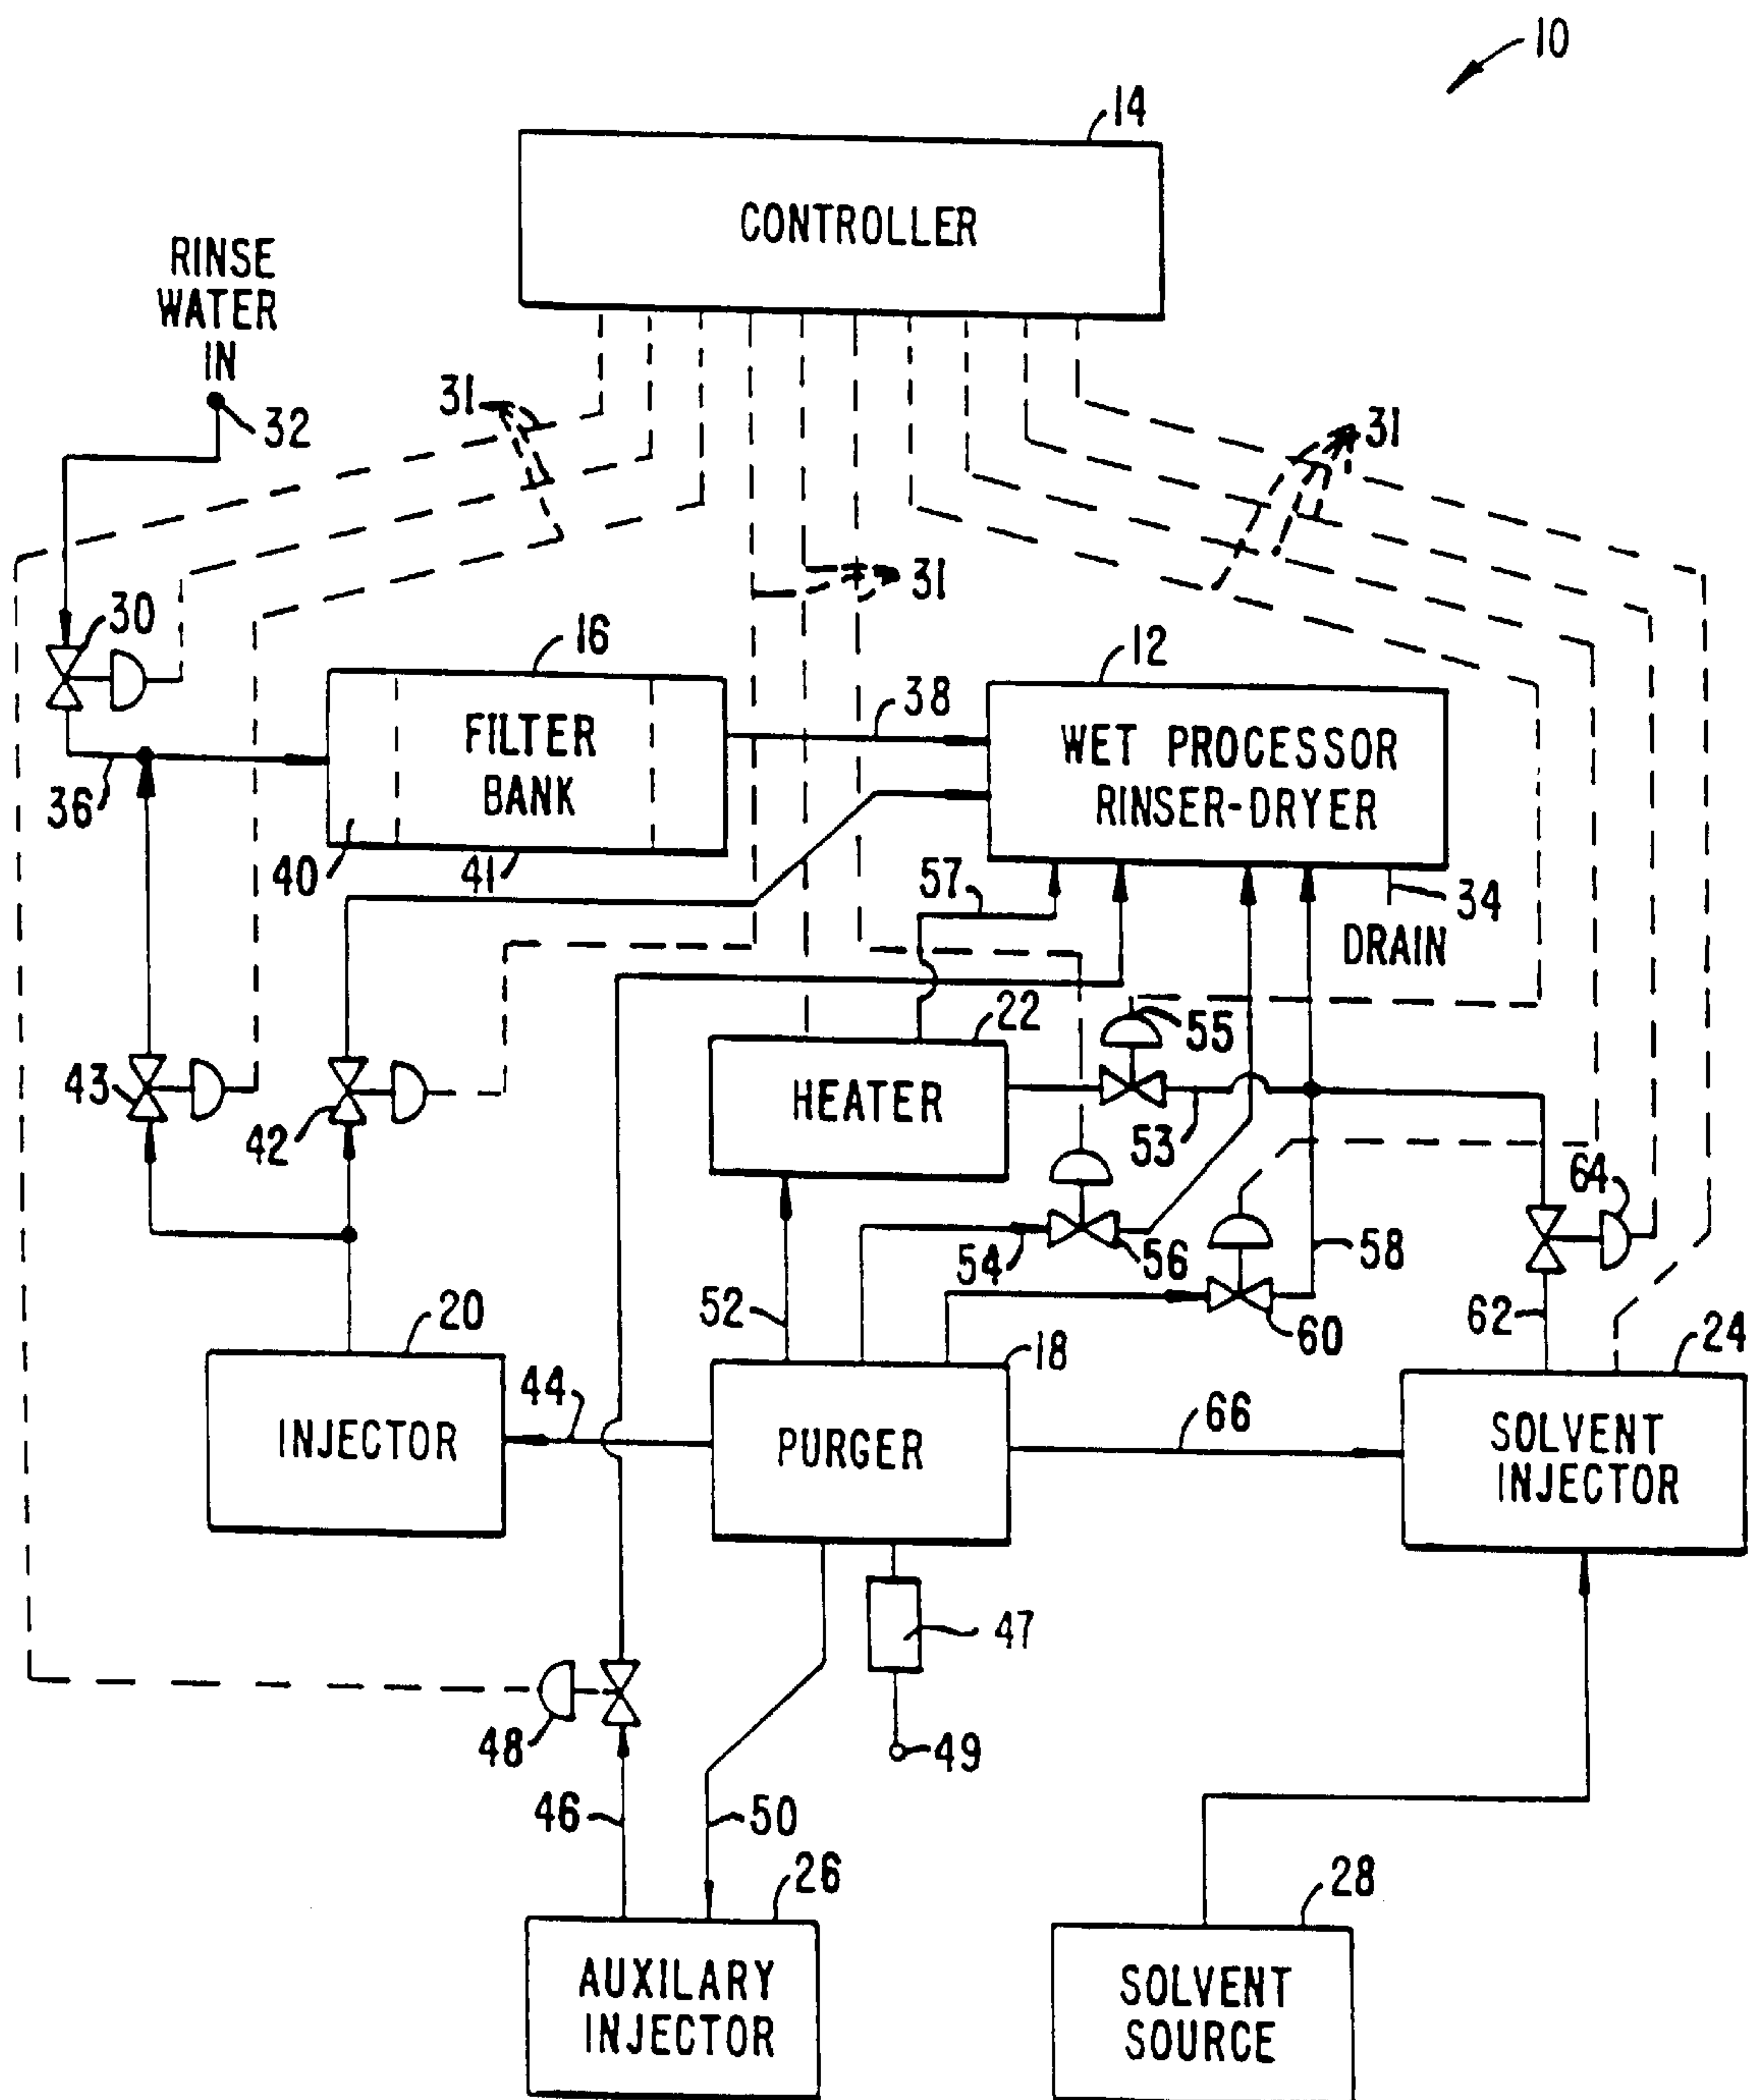 10
14
CONTROLLER
RINSE
WATER
IN
32
31
31
31
30
16
12
FILTER
BANK
38
WET PROCESSOR
RINSER-DRYER
36
40
41
57
34
DRAIN
22
55
HEATER
43
42
53
64
54
56
58
52
60
62
20
18
24
44
66
INJECTOR
PURGER
SOLVENT
INJECTOR
47
48
49
46
50
26
28
AUXILARY
INJECTOR
SOLVENT
SOURCE